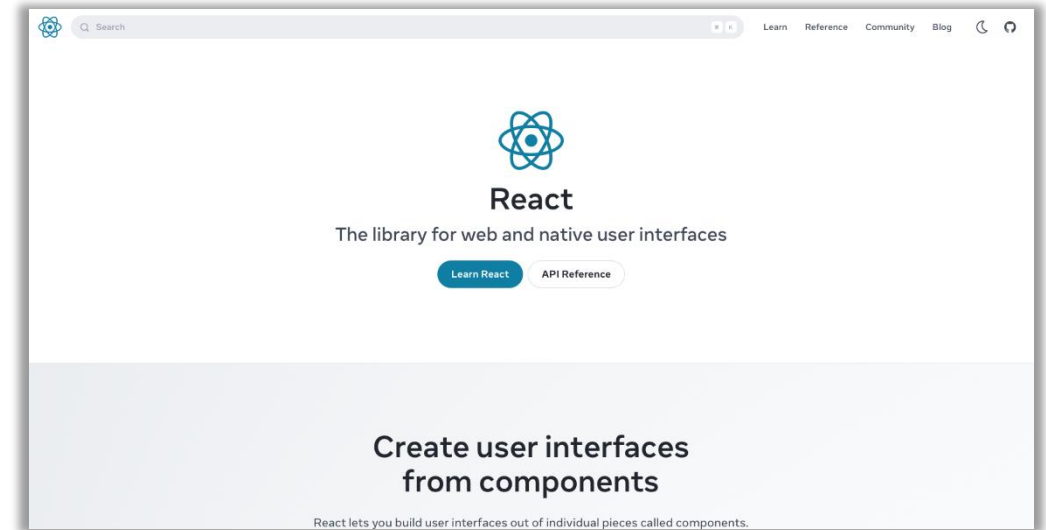 Search
⌘ K
Learn Reference Community Blog
React
The library for web and native user interfaces
Learn React API Reference
Create user interfaces
from components
React lets you build user interfaces out of individual pieces called components.